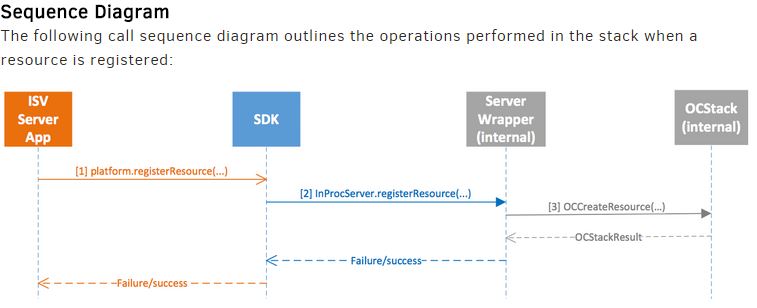 Sequence Diagram
The following call sequence diagram outlines the operations performed in the stack when a
resource is registered:
ISV
Server
App
SDK
Server
Wrapper
(internal)
OCStack
(internal)
[1] platform.registerResource(...)
[2] InProcServer.registerResource(...)
[3] OCCreateResource(...)
OCStackResult
Failure/success
Failure/success